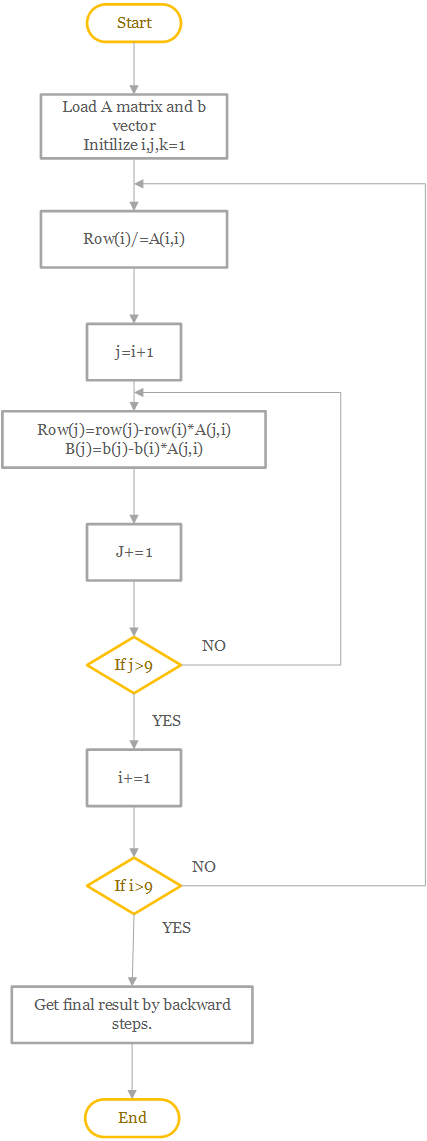 Start
Load A matrix and b
vector
Initilize i,j,k=1
Row(i)/=A(i,i)
j=i+1
Row(j)=row(j)-row(i)*A(j,i)
B(j)=b(j)-b(i)*A(j,i)
J+=1
If j>9
NO
YES
i+=1
If i>9
NO
YES
Get final result by backward
steps.
End